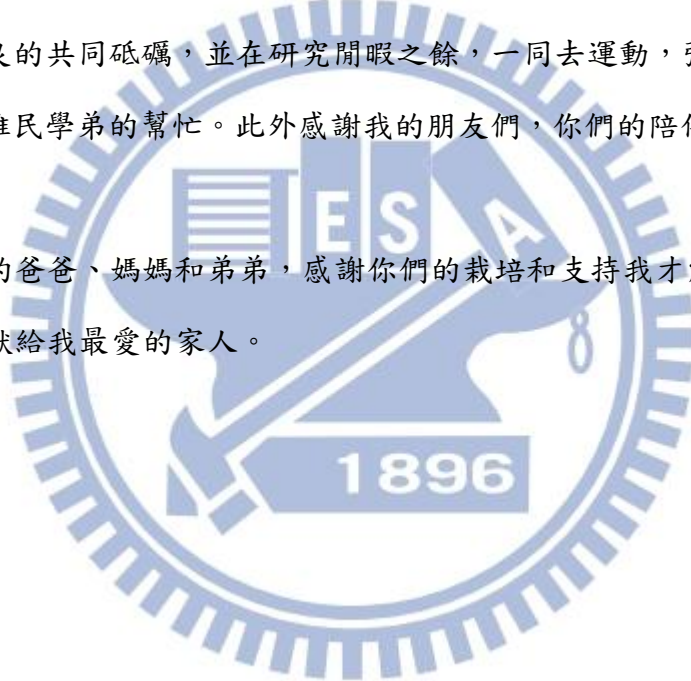 的共同砥礪，並在研究閒暇之餘，一同去運動，
民學弟的幫忙。此外感謝我的朋友們，你們的陪
的爸爸、媽媽和弟弟，感謝你們的栽培和支持我才
獻給我最愛的家人。
E S A
1896